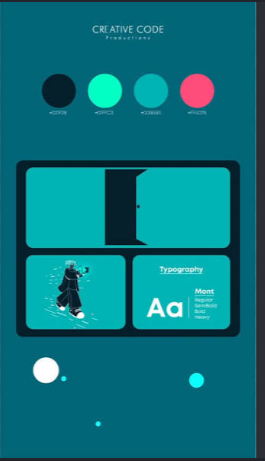 CREATIVE CODE
Productions
Typography
Aa
Mont
Regular
SemiBold
Bold
Heavy